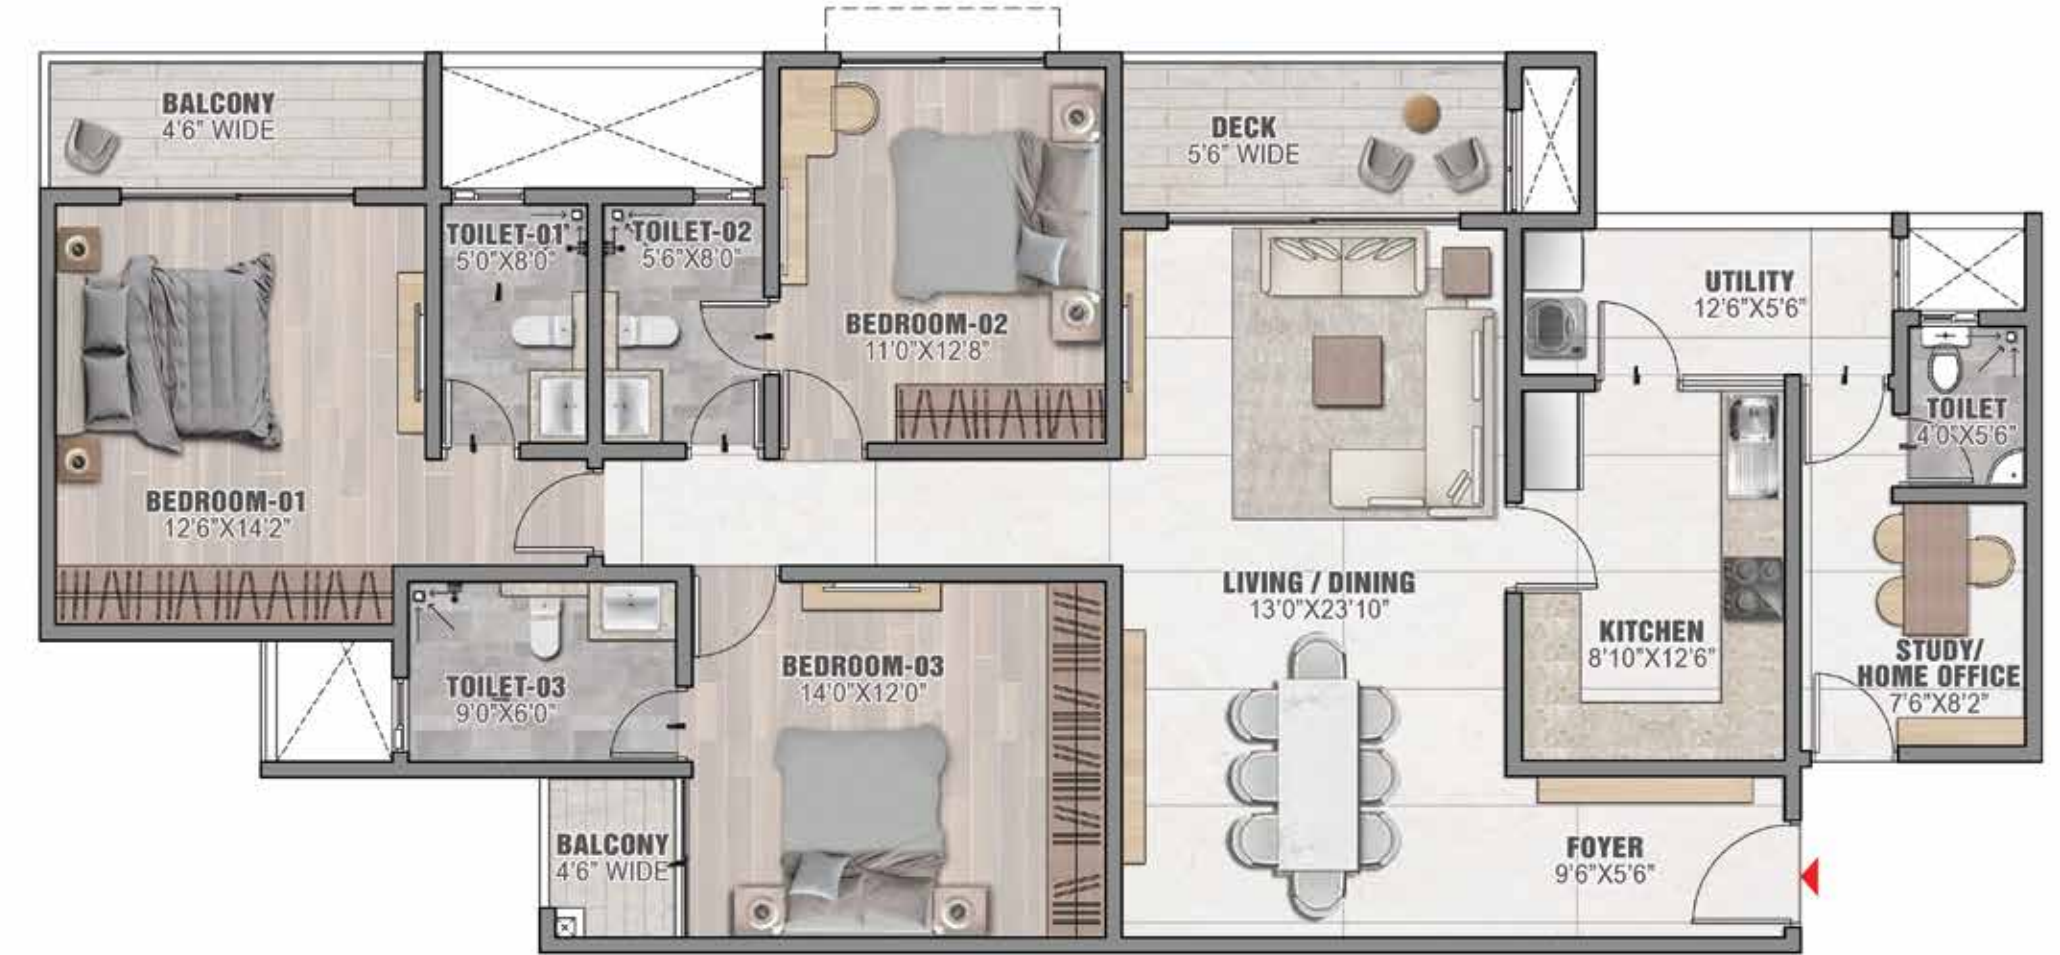 BALCONY
4'6" WIDE
DECK
5'6" WIDE
TOILET-01
5'0"X8'0"
TOILET-02
5'6"X8'0"
BEDROOM-02
11'0"X12'8"
UTILITY
12'6"X5'6"
TOILET
4'0"X5'6"
BEDROOM-01
12'6"X14'2"
LIVING / DINING
13'0"X23'10"
KITCHEN
8'10"X12'6"
STUDY/
HOME OFFICE
7'6"X8'2"
TOILET-03
9'0"X6'0"
BEDROOM-03
14'0"X12'0"
BALCONY
4'6" WIDE
FOYER
9'6"X5'6"